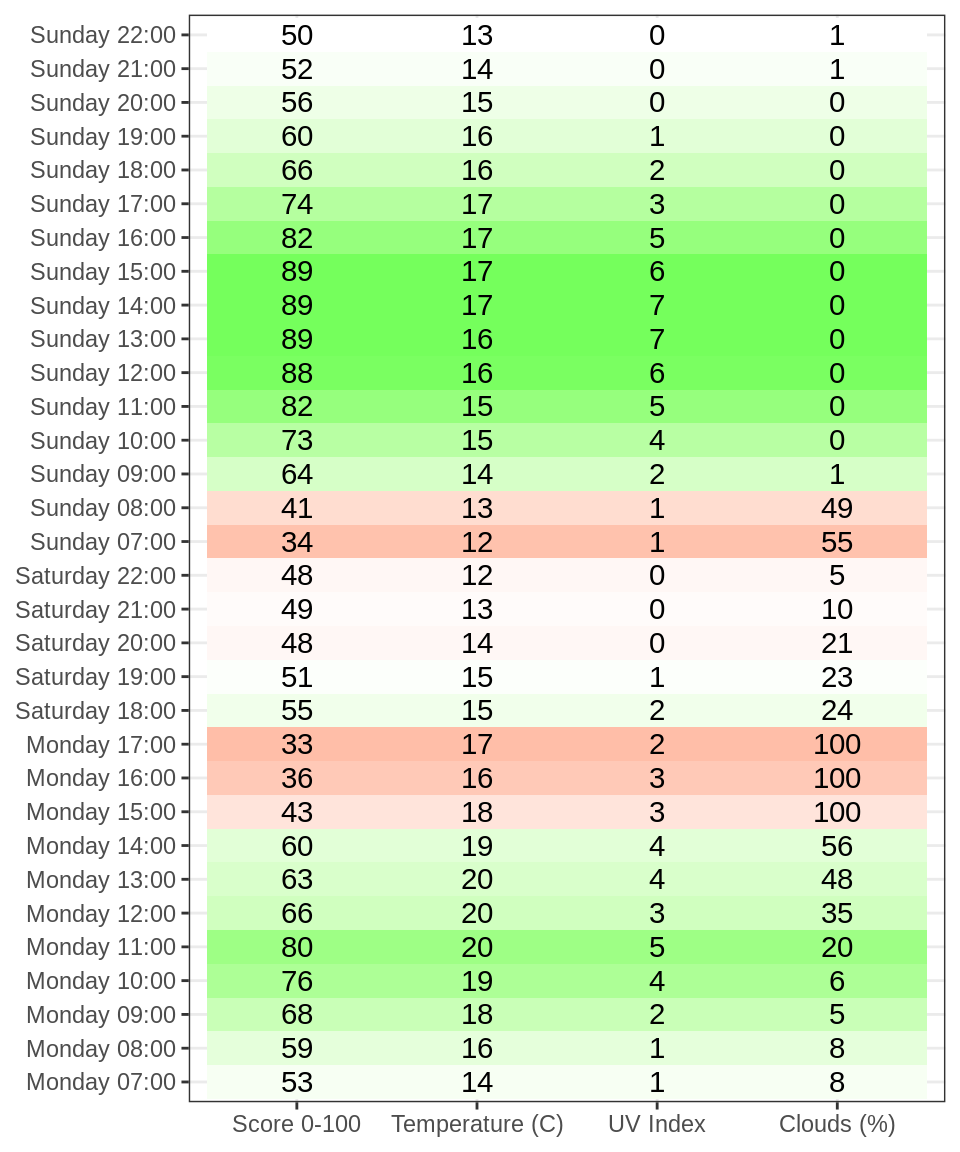 Sunday 22:00 50 13 0 1
Sunday 21:00 52 14 0 1
Sunday 20:00 56 15 0 0
Sunday 19:00 60 16 1 0
Sunday 18:00 66 16 2 0
Sunday 17:00 74 17 3 0
Sunday 16:00 82 17 5 0
Sunday 15:00 89 17 6 0
Sunday 14:00 89 17 7 0
Sunday 13:00 89 16 7 0
Sunday 12:00 88 16 6 0
Sunday 11:00 82 15 5 0
Sunday 10:00 73 15 4 0
Sunday 09:00 64 14 2 1
Sunday 08:00 41 13 1 49
Sunday 07:00 34 12 1 55
Saturday 22:00 48 12 0 5
Saturday 21:00 49 13 0 10
Saturday 20:00 48 14 0 21
Saturday 19:00 51 15 1 23
Saturday 18:00 55 15 2 24
Monday 17:00 33 17 2 100
Monday 16:00 36 16 3 100
Monday 15:00 43 18 3 100
Monday 14:00 60 19 4 56
Monday 13:00 63 20 4 48
Monday 12:00 66 20 3 35
Monday 11:00 80 20 5 20
Monday 10:00 76 19 4 6
Monday 09:00 68 18 2 5
Monday 08:00 59 16 1 8
Monday 07:00 53 14 1 8
Score 0-100 Temperature (C) UV Index Clouds (%)